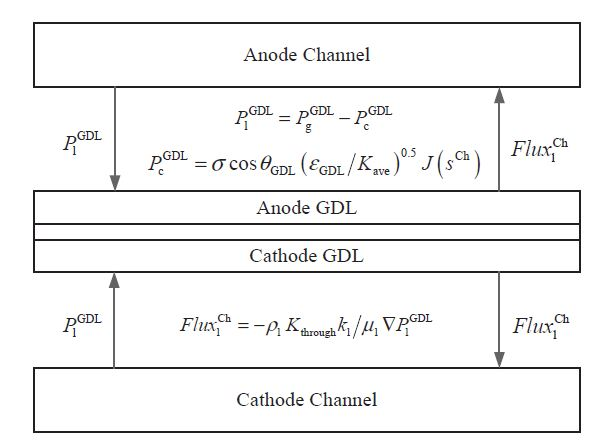 Anode Channel
P_l^GDL = P_g^GDL − P_c^GDL
P_l^GDL
Flux_l^Ch
P_c^GDL = σ cos θ_GDL (ε_GDL/K_ave)^0.5 J(s^Ch)
Anode GDL
Cathode GDL
P_l^GDL
Flux_l^Ch = −ρ_l K_through k_l/μ_l ∇P_l^GDL
Flux_l^Ch
Cathode Channel